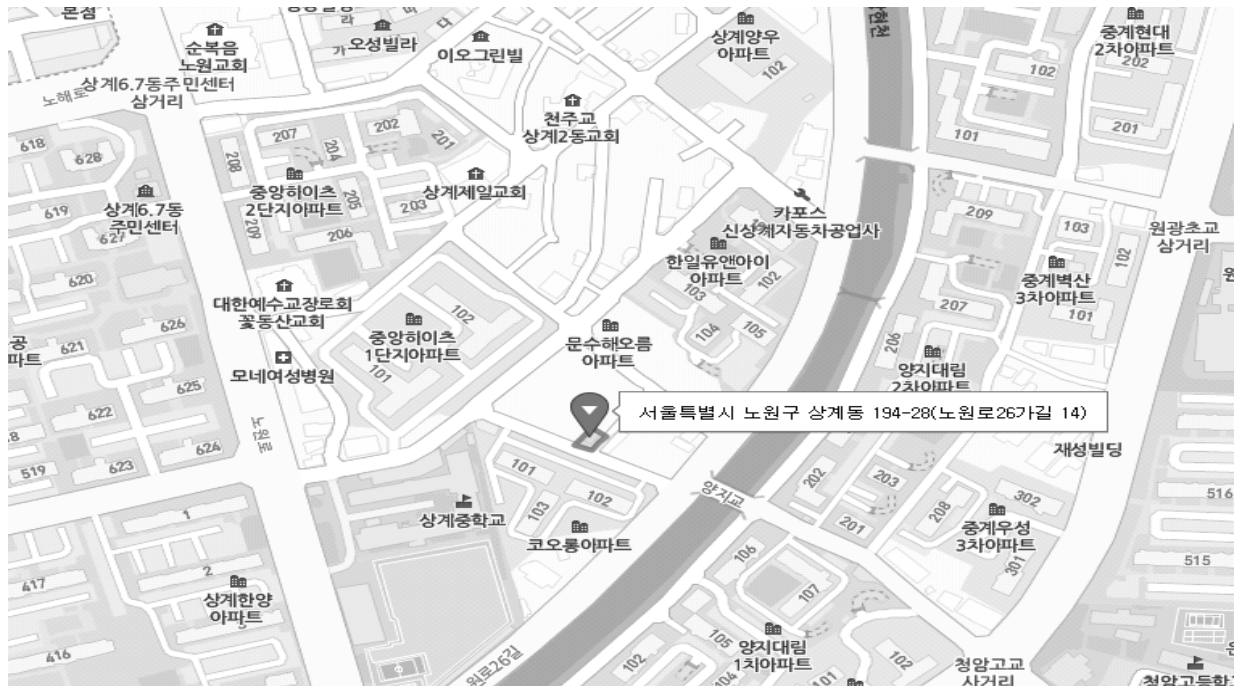 본점
순복음
노원교회
오성빌라
이오그린빌
상계양우
아파트
102
중계현대
2차아파트
202
102
101
201
노해로
상계6.7동주민센터
삼거리
천주교
상계2동교회
618
628
207
204
202
201
208
상계제일교회
중앙하이츠
2단지아파트
205
203
209
206
상계6.7동
주민센터
619
627
카포스
신상계자동차공업사
209
103
102
원광초교
삼거리
한일유앤아이
아파트
102
103
104
105
중계벽산
3차아파트
101
207
206
620
대한예수교장로회
꽃동산교회
626
621
중앙하이츠
1단지아파트
102
101
문수해오름
아파트
모네여성병원
양지대림
2차아파트
625
622
노원로
624
623
519
서울특별시 노원구 상계동 194-28(노원로26가길 14)
재성빌딩
101
102
103
양지교
202
203
201
208
302
301
516
515
상계중학교
코오롱아파트
중계우성
3차아파트
1
2
417
416
상계한양
아파트
106
107
105
양지대림
1차아파트
102
104
101
102
원로26길
청암고교
사거리
청암고등학교